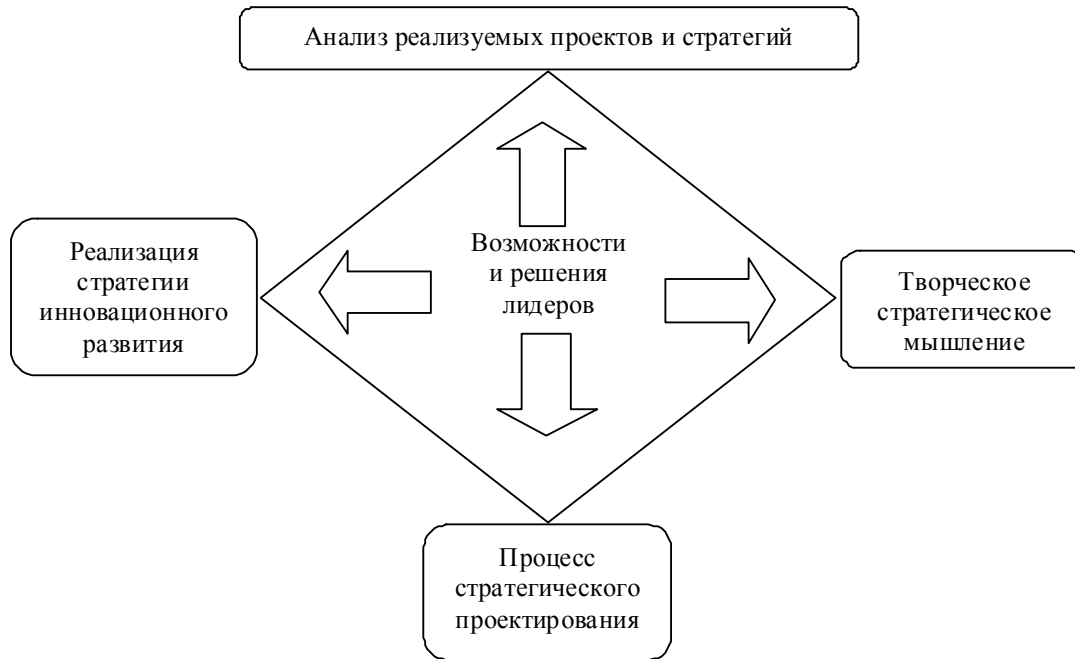 Анализ реализуемых проектов и стратегий
Реализация
стратегии
инновационного
развития
Возможности
и решения
лидеров
Творческое
стратегическое
мышление
Процесс
стратегического
проектирования